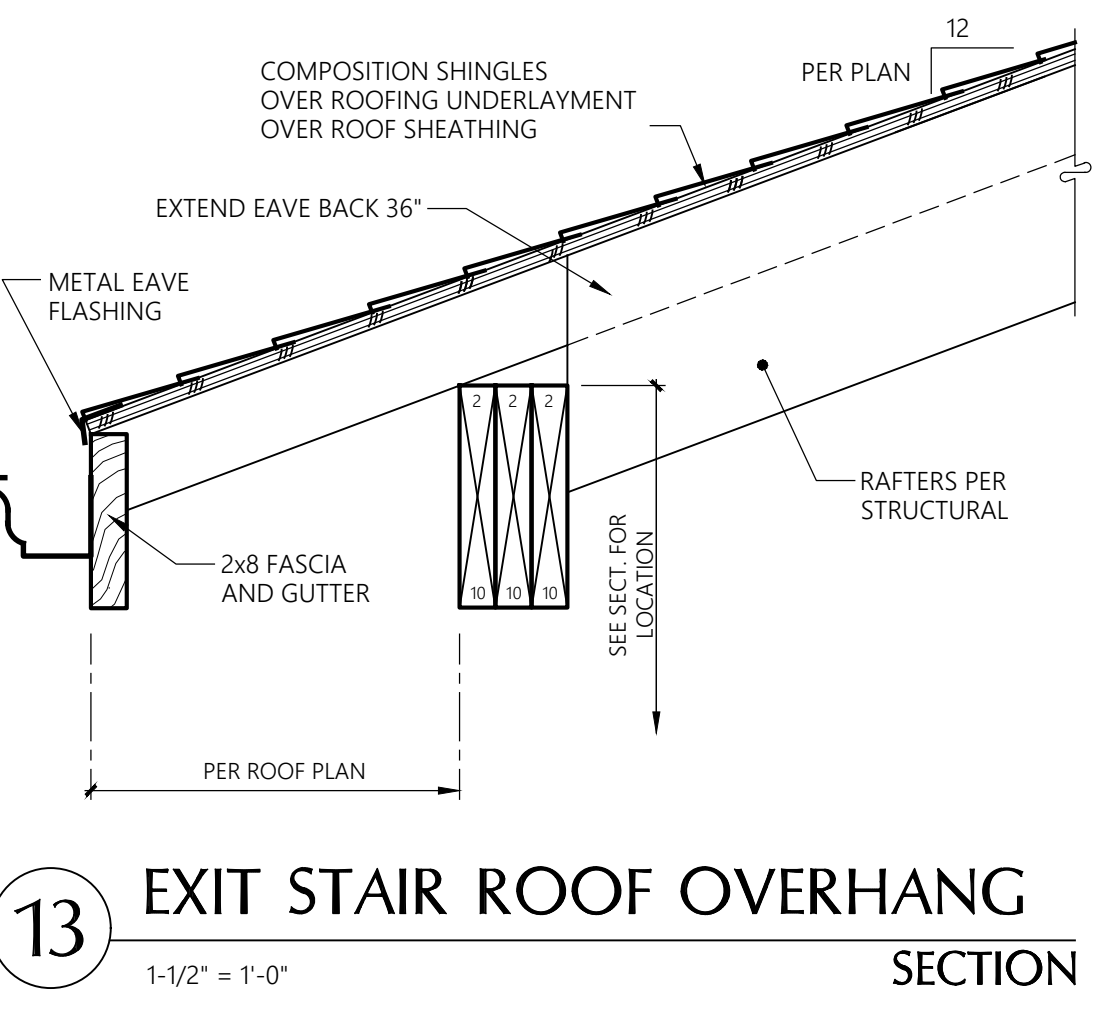 12
PER PLAN
COMPOSITION SHINGLES
OVER ROOFING UNDERLAYMENT
OVER ROOF SHEATHING
EXTEND EAVE BACK 36"
METAL EAVE
FLASHING
2 2 2
10 10 10
RAFTERS PER
STRUCTURAL
2x8 FASCIA
AND GUTTER
SEE SECT. FOR
LOCATION
PER ROOF PLAN
13
EXIT STAIR ROOF OVERHANG
SECTION
1-1/2" = 1'-0"